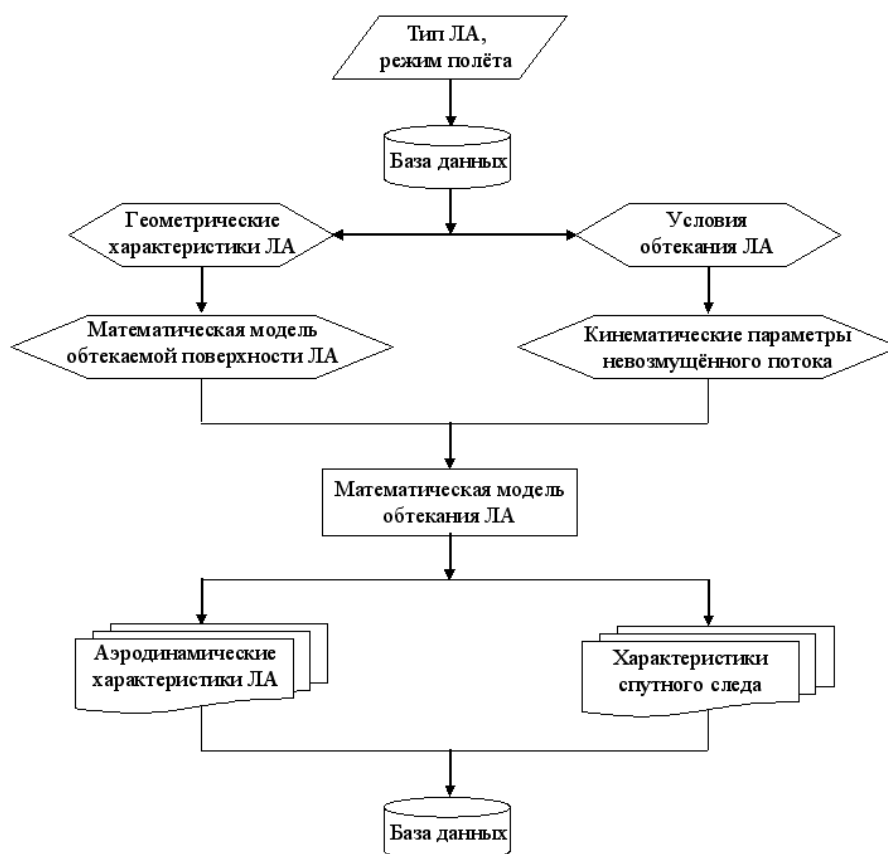 Тип ЛА,
режим полёта
База данных
Геометрические
характеристики ЛА
Условия
обтекания ЛА
Математическая модель
обтекаемой поверхности ЛА
Кинематические параметры
невозмущённого потока
Математическая модель
обтекания ЛА
Аэродинамические
характеристики ЛА
Характеристики
спутного следа
База данных